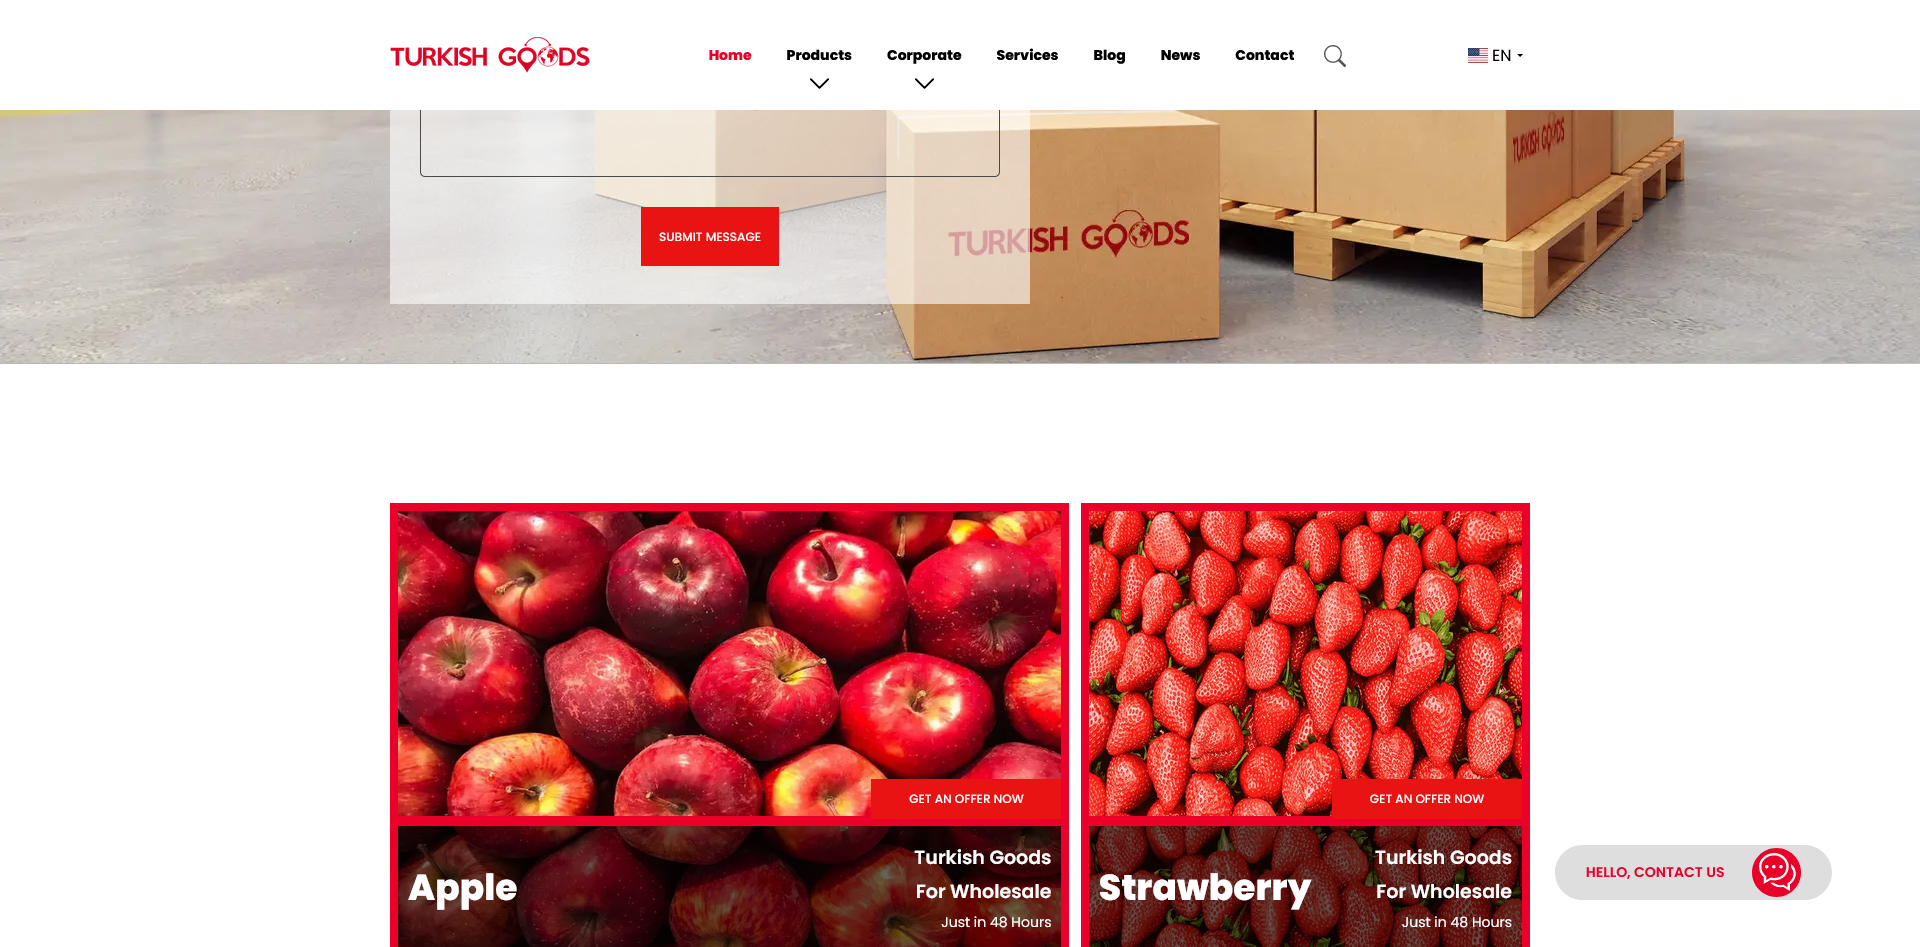 TURKISH GOODS
Home
Products
Corporate
Services
Blog
News
Contact
EN
TURKISH GOODS
SUBMIT MESSAGE
TURKISH GOODS
GET AN OFFER NOW
GET AN OFFER NOW
Apple
Turkish Goods
For Wholesale
Just in 48 Hours
Strawberry
Turkish Goods
For Wholesale
Just in 48 Hours
HELLO, CONTACT US